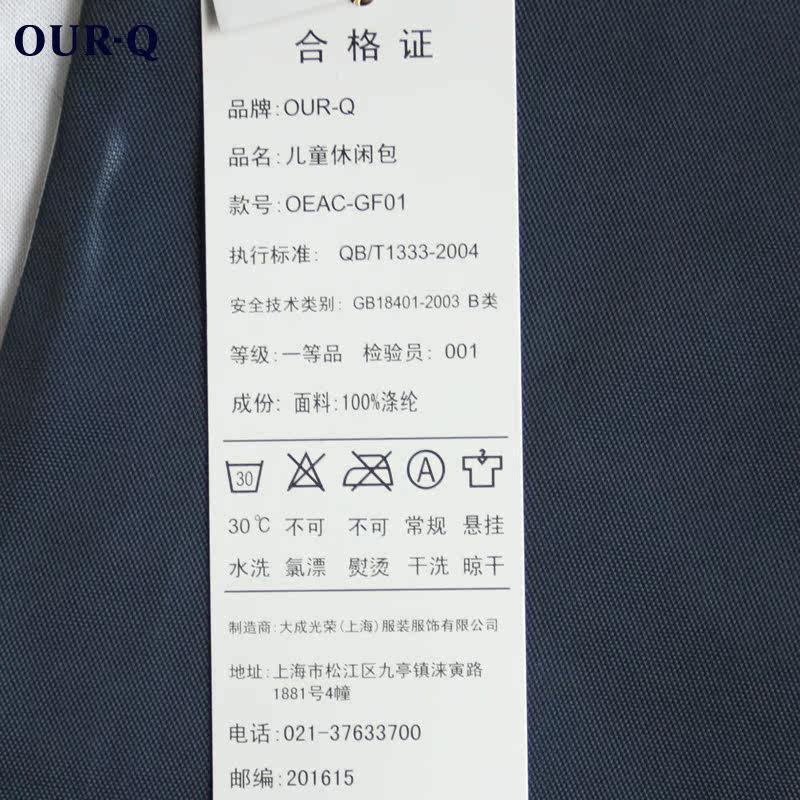 OUR-Q
合格证
品牌:OUR-Q
品名:儿童休闲包
款号:OEAC-GF01
执行标准: QB/T1333-2004
安全技术类别: GB18401-2003 B类
等级:一等品 检验员: 001
成份: 面料:100%涤纶
30 A
30℃ 不可 不可 常规 悬挂
水洗 氯漂 熨烫 干洗 晾干
制造商:大成光荣(上海)服装服饰有限公司
地址:上海市松江区九亭镇涞寅路
1881号4幢
电话:021-37633700
邮编:201615